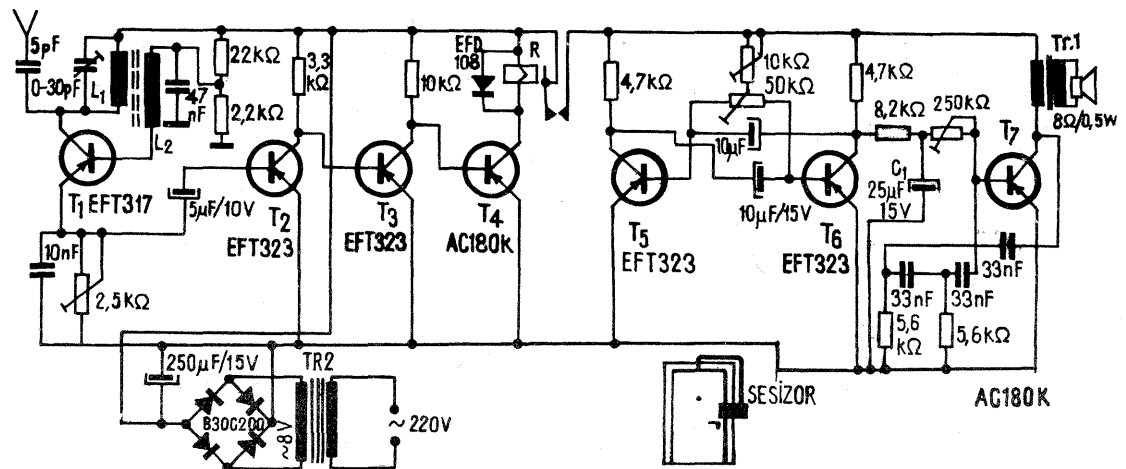 5pF
0-30pF
L1
47
nF
L2
22kΩ
2,2kΩ
3,3
kΩ
10kΩ
EFD
108
R
4,7kΩ
10kΩ
50kΩ
4,7kΩ
8,2kΩ
250kΩ
Tr.1
8Ω/0,5W
T1 EFT317
5μF/10V
T2
EFT323
T3
EFT323
T4
AC180K
T5
EFT323
10μF
10μF/15V
T6
EFT323
C1
25μF
15V
T7
10nF
2,5kΩ
33nF
33nF
33nF
5,6
kΩ
5,6kΩ
AC180K
250μF/15V
TR2
B30C200
~8V
~220V
SESİZOR